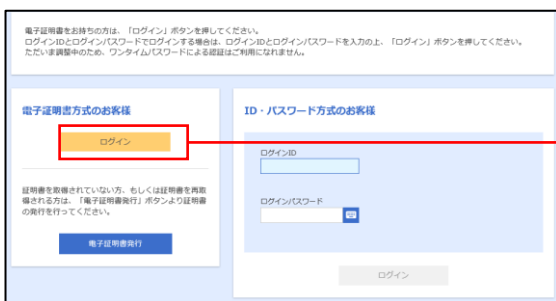 電子証明書をお持ちの方は、「ログイン」ボタンを押してください。
ログインIDとログインパスワードでログインする場合は、ログインIDとログインパスワードを入力の上、「ログイン」ボタンを押してください。
ただいま調整中のため、ワンタイムパスワードによる認証はご利用になれません。
電子証明書方式のお客様
ログイン
証明書を取得されていない方、もしくは証明書を再取
得される方は、「電子証明書発行」ボタンより証明書
の発行を行ってください。
電子証明書発行
ID・パスワード方式のお客様
ログインID
ログインパスワード
ログイン